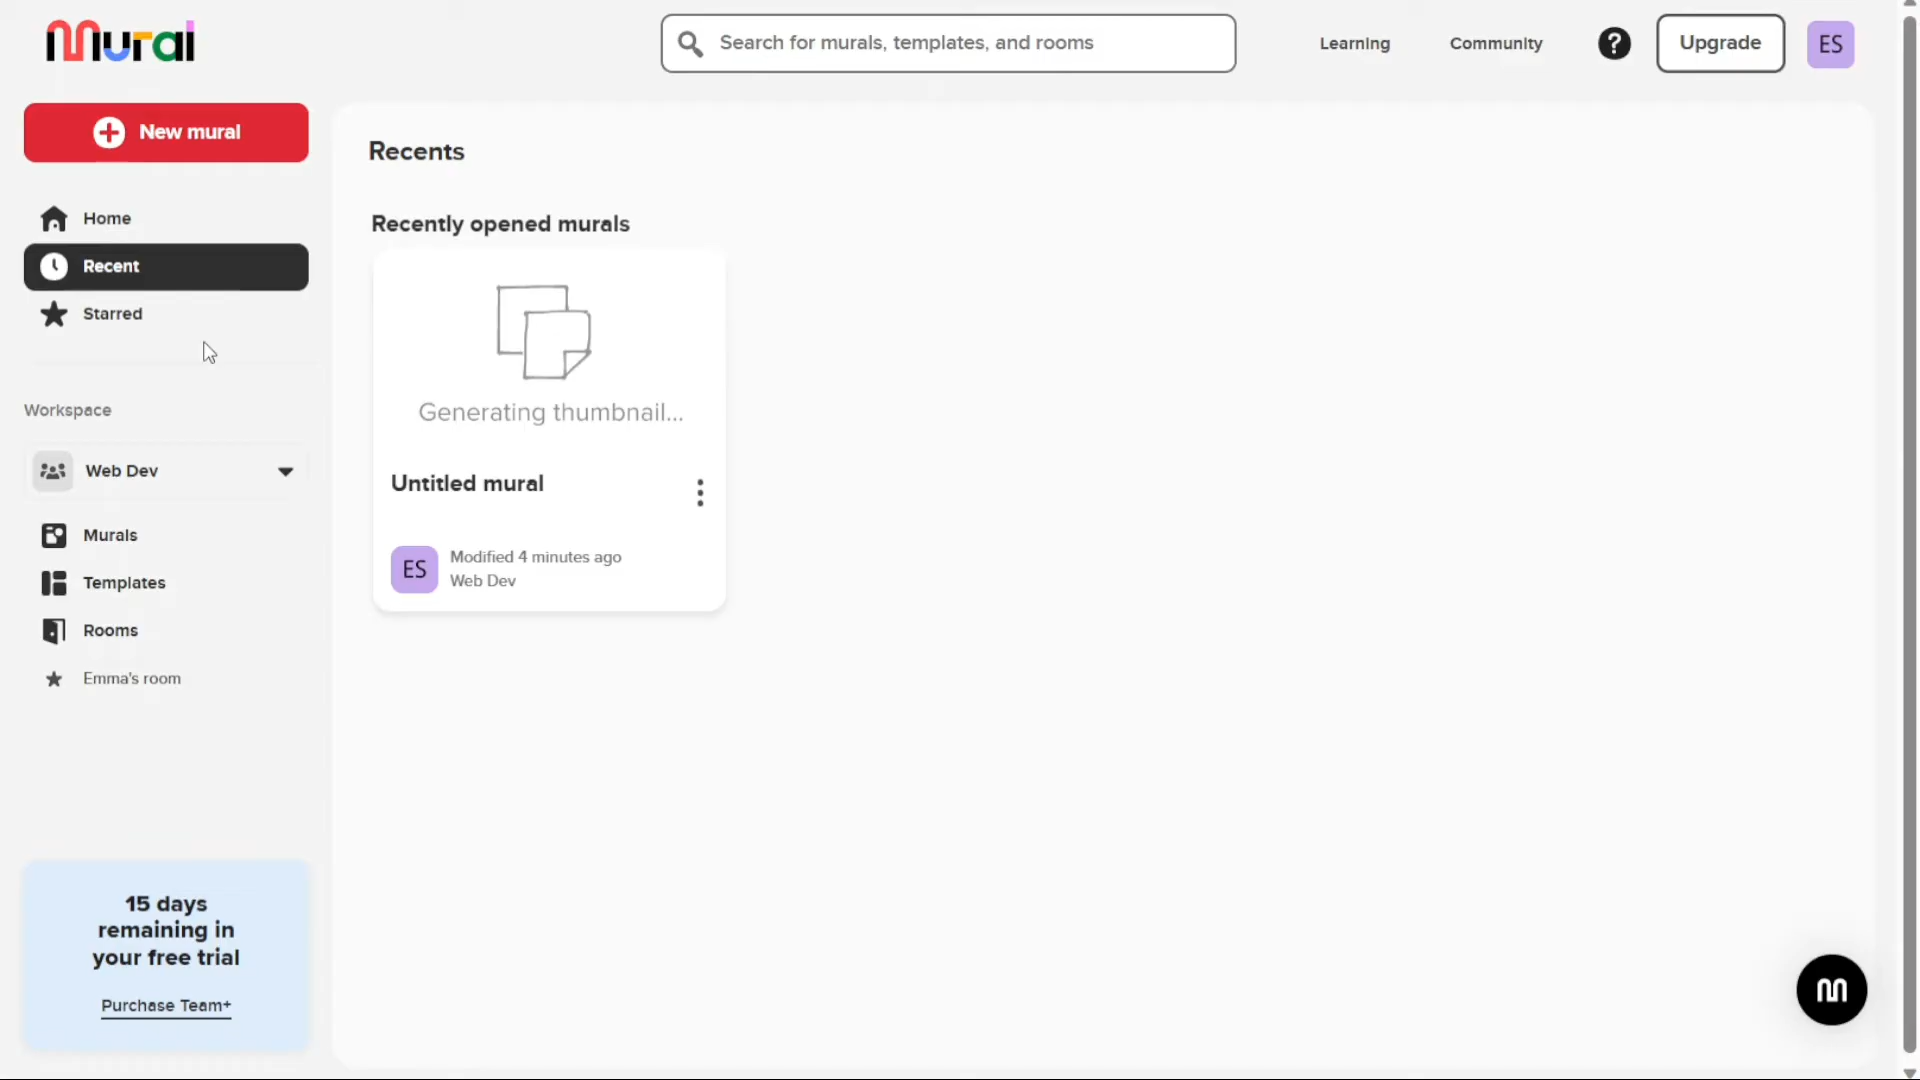 Mural
Search for murals, templates, and rooms
Learning
Community
?
Upgrade
ES
New mural
Home
Recent
Starred
Workspace
Web Dev
Murals
Templates
Rooms
Emma's room
15 days
remaining in
your free trial
Purchase Team+
Recents
Recently opened murals
Generating thumbnail...
Untitled mural
ES
Modified 4 minutes ago
Web Dev
m